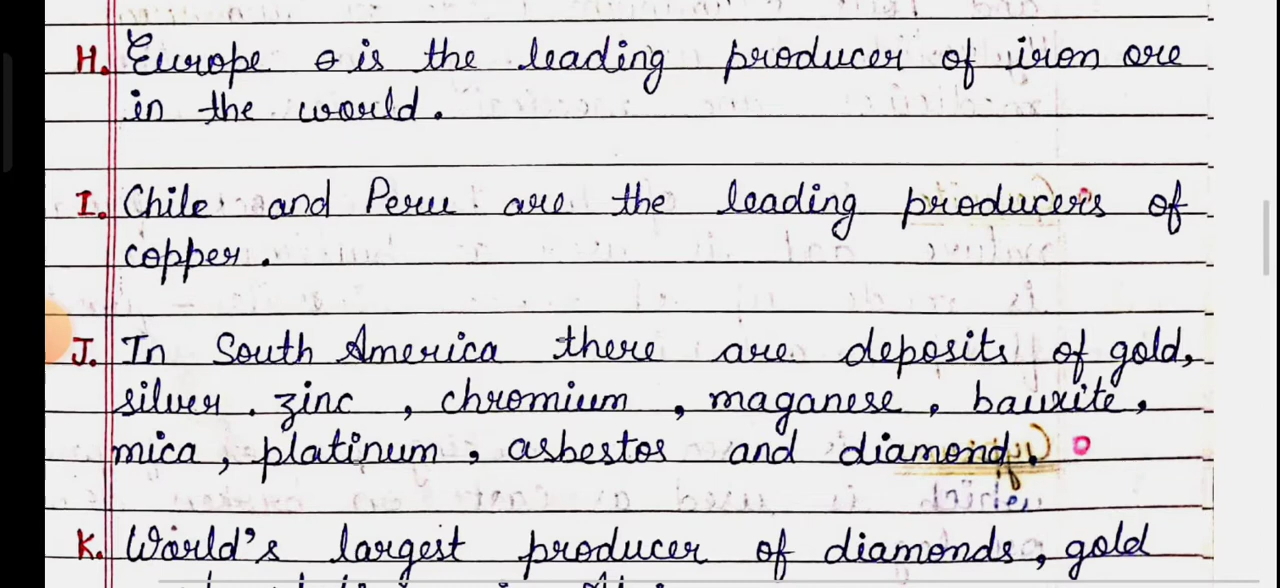 H. Europe is the leading producer of iron ore
in the world.
I. Chile and Peru are the leading producers of
copper.
J. In South America there are deposits of gold,
silver. zinc, chromium, maganese, bauxite,
mica, platinum, asbestos and diamond.
K. World's largest producer of diamonds, gold